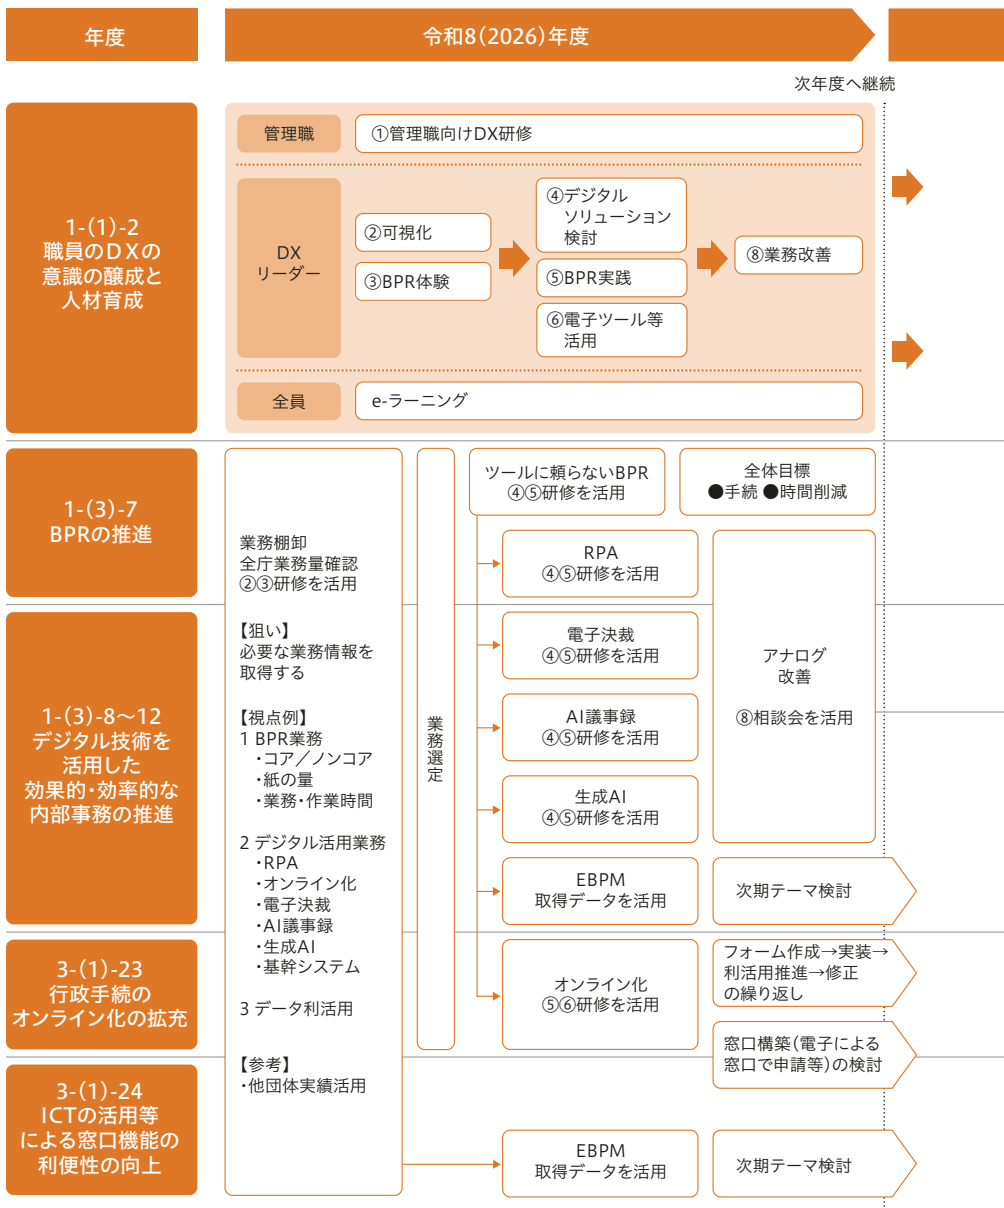 年度
令和8(2026)年度
次年度へ継続
1-(1)-2
職員のDXの
意識の醸成と
人材育成
管理職
①管理職向けDX研修
DX
リーダー
②可視化
③BPR体験
④デジタル
ソリューション
検討
⑤BPR実践
⑥電子ツール等
活用
⑧業務改善
全員
e-ラーニング
1-(3)-7
BPRの推進
1-(3)-8～12
デジタル技術を
活用した
効果的・効率的な
内部事務の推進
3-(1)-23
行政手続の
オンライン化の拡充
3-(1)-24
ICTの活用等
による窓口機能の
利便性の向上
業務棚卸
全庁業務量確認
②③研修を活用
【狙い】
必要な業務情報を
取得する
【視点例】
1 BPR業務
・コア／ノンコア
・紙の量
・業務・作業時間
2 デジタル活用業務
・RPA
・オンライン化
・電子決裁
・AI議事録
・生成AI
・基幹システム
3 データ利活用
【参考】
・他団体実績活用
業務選定
ツールに頼らないBPR
④⑤研修を活用
全体目標
●手続 ●時間削減
RPA
④⑤研修を活用
電子決裁
④⑤研修を活用
AI議事録
④⑤研修を活用
生成AI
④⑤研修を活用
アナログ
改善
⑧相談会を活用
EBPM
取得データを活用
次期テーマ検討
オンライン化
⑤⑥研修を活用
フォーム作成→実装→
利活用推進→修正
の繰り返し
窓口構築(電子による
窓口で申請等)の検討
EBPM
取得データを活用
次期テーマ検討